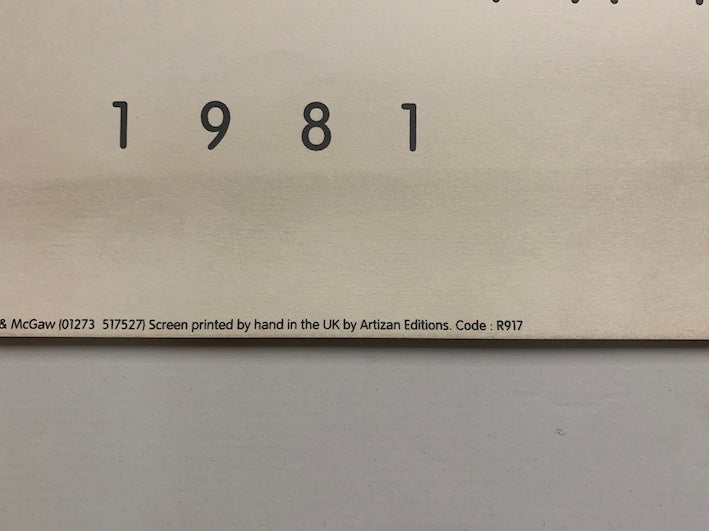 1 9 8 1
& McGaw (01273 517527) Screen printed by hand in the UK by Artizan Editions. Code : R917